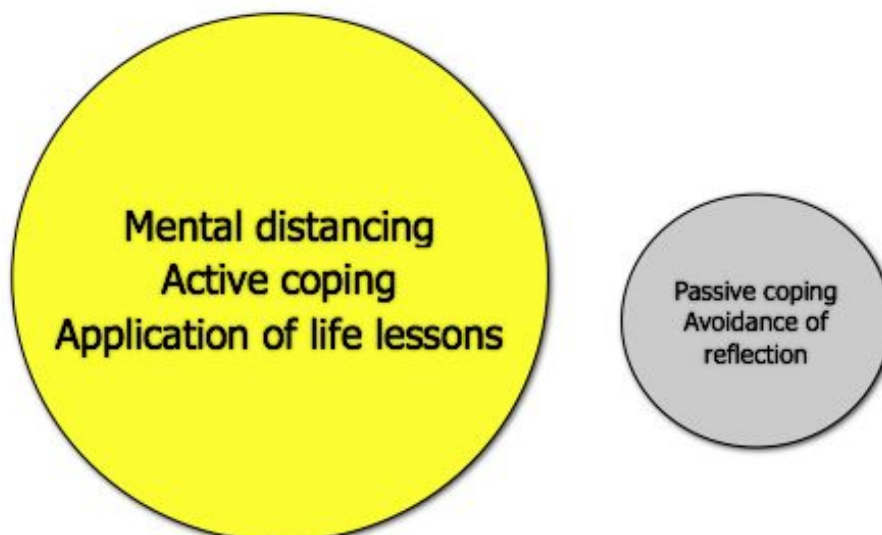 Mental distancing
Active coping
Application of life lessons
Passive coping
Avoidance of
reflection